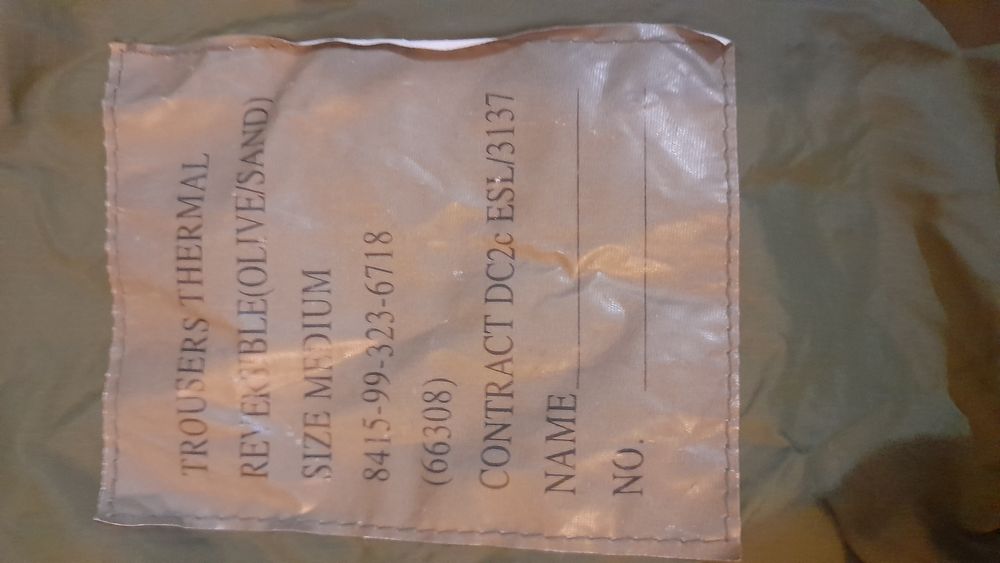 TROUSERS THERMAL
REVERSIBLE(OLIVE/SAND)
SIZE MEDIUM
8415-99-323-6718
(66308)
CONTRACT DC2c ESL/3137
NAME
NO.